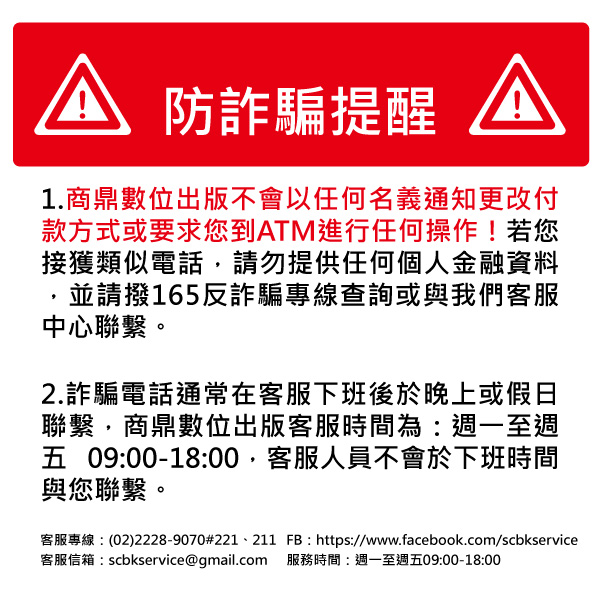 防詐騙提醒
1.商鼎數位出版不會以任何名義通知更改付
款方式或要求您到ATM進行任何操作！若您
接獲類似電話，請勿提供任何個人金融資料
，並請撥165反詐騙專線查詢或與我們客服
中心聯繫。
2.詐騙電話通常在客服下班後於晚上或假日
聯繫，商鼎數位出版客服時間為：週一至週
五 09:00-18:00，客服人員不會於下班時間
與您聯繫。
客服專線：(02)2228-9070#221、211 FB：https://www.facebook.com/scbkservice
客服信箱：scbkservice@gmail.com 服務時間：週一至週五09:00-18:00